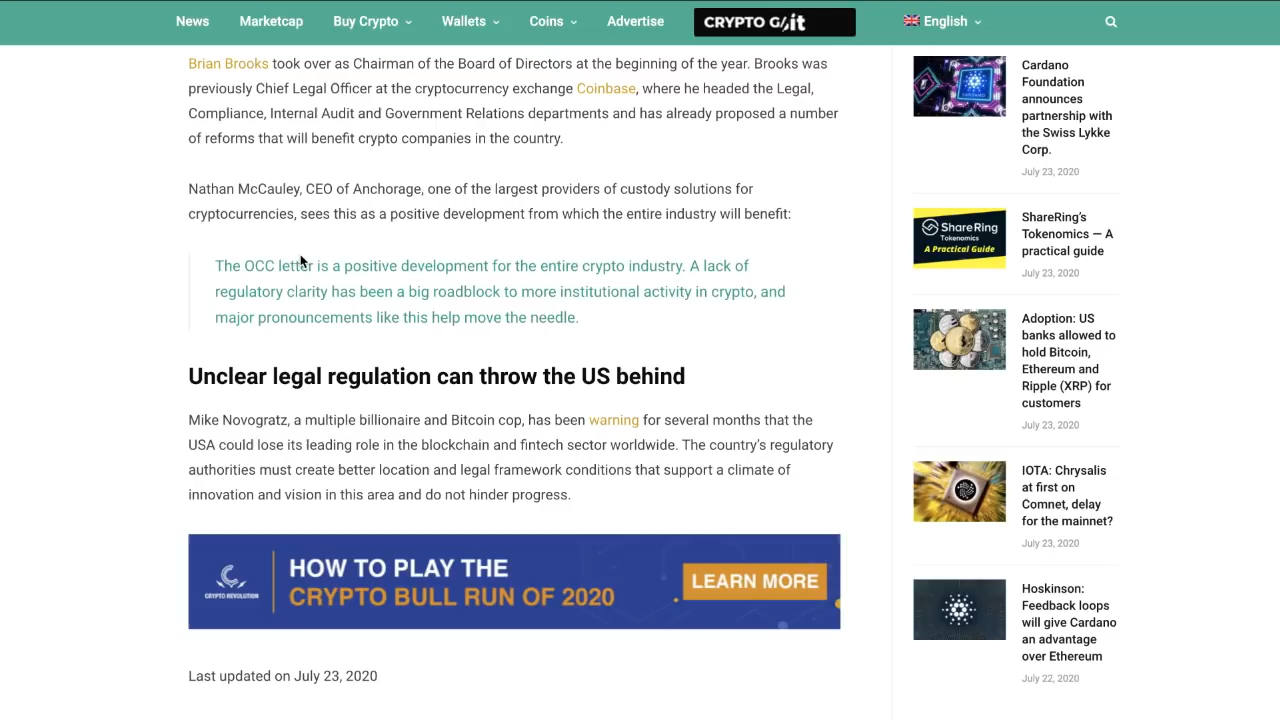 News Marketcap Buy Crypto Wallets Coins Advertise CRYPTO English
Brian Brooks took over as Chairman of the Board of Directors at the beginning of the year. Brooks was
previously Chief Legal Officer at the cryptocurrency exchange Coinbase, where he headed the Legal,
Compliance, Internal Audit and Government Relations departments and has already proposed a number
of reforms that will benefit crypto companies in the country.
Nathan McCauley, CEO of Anchorage, one of the largest providers of custody solutions for
cryptocurrencies, sees this as a positive development from which the entire industry will benefit:
The OCC letter is a positive development for the entire crypto industry. A lack of
regulatory clarity has been a big roadblock to more institutional activity in crypto, and
major pronouncements like this help move the needle.
Unclear legal regulation can throw the US behind
Mike Novogratz, a multiple billionaire and Bitcoin cop, has been warning for several months that the
USA could lose its leading role in the blockchain and fintech sector worldwide. The country's regulatory
authorities must create better location and legal framework conditions that support a climate of
innovation and vision in this area and do not hinder progress.
CRYPTO REVOLUTION
HOW TO PLAY THE
CRYPTO BULL RUN OF 2020
LEARN MORE
Last updated on July 23, 2020
Cardano
Foundation
announces
partnership with
the Swiss Lykke
Corp.
July 23, 2020
ShareRing
Tokenomics
A Practical Guide
ShareRing's
Tokenomics — A
practical guide
July 23, 2020
Adoption: US
banks allowed to
hold Bitcoin,
Ethereum and
Ripple (XRP) for
customers
July 23, 2020
IOTA: Chrysalis
at first on
Comnet, delay
for the mainnet?
July 23, 2020
Hoskinson:
Feedback loops
will give Cardano
an advantage
over Ethereum
July 22, 2020